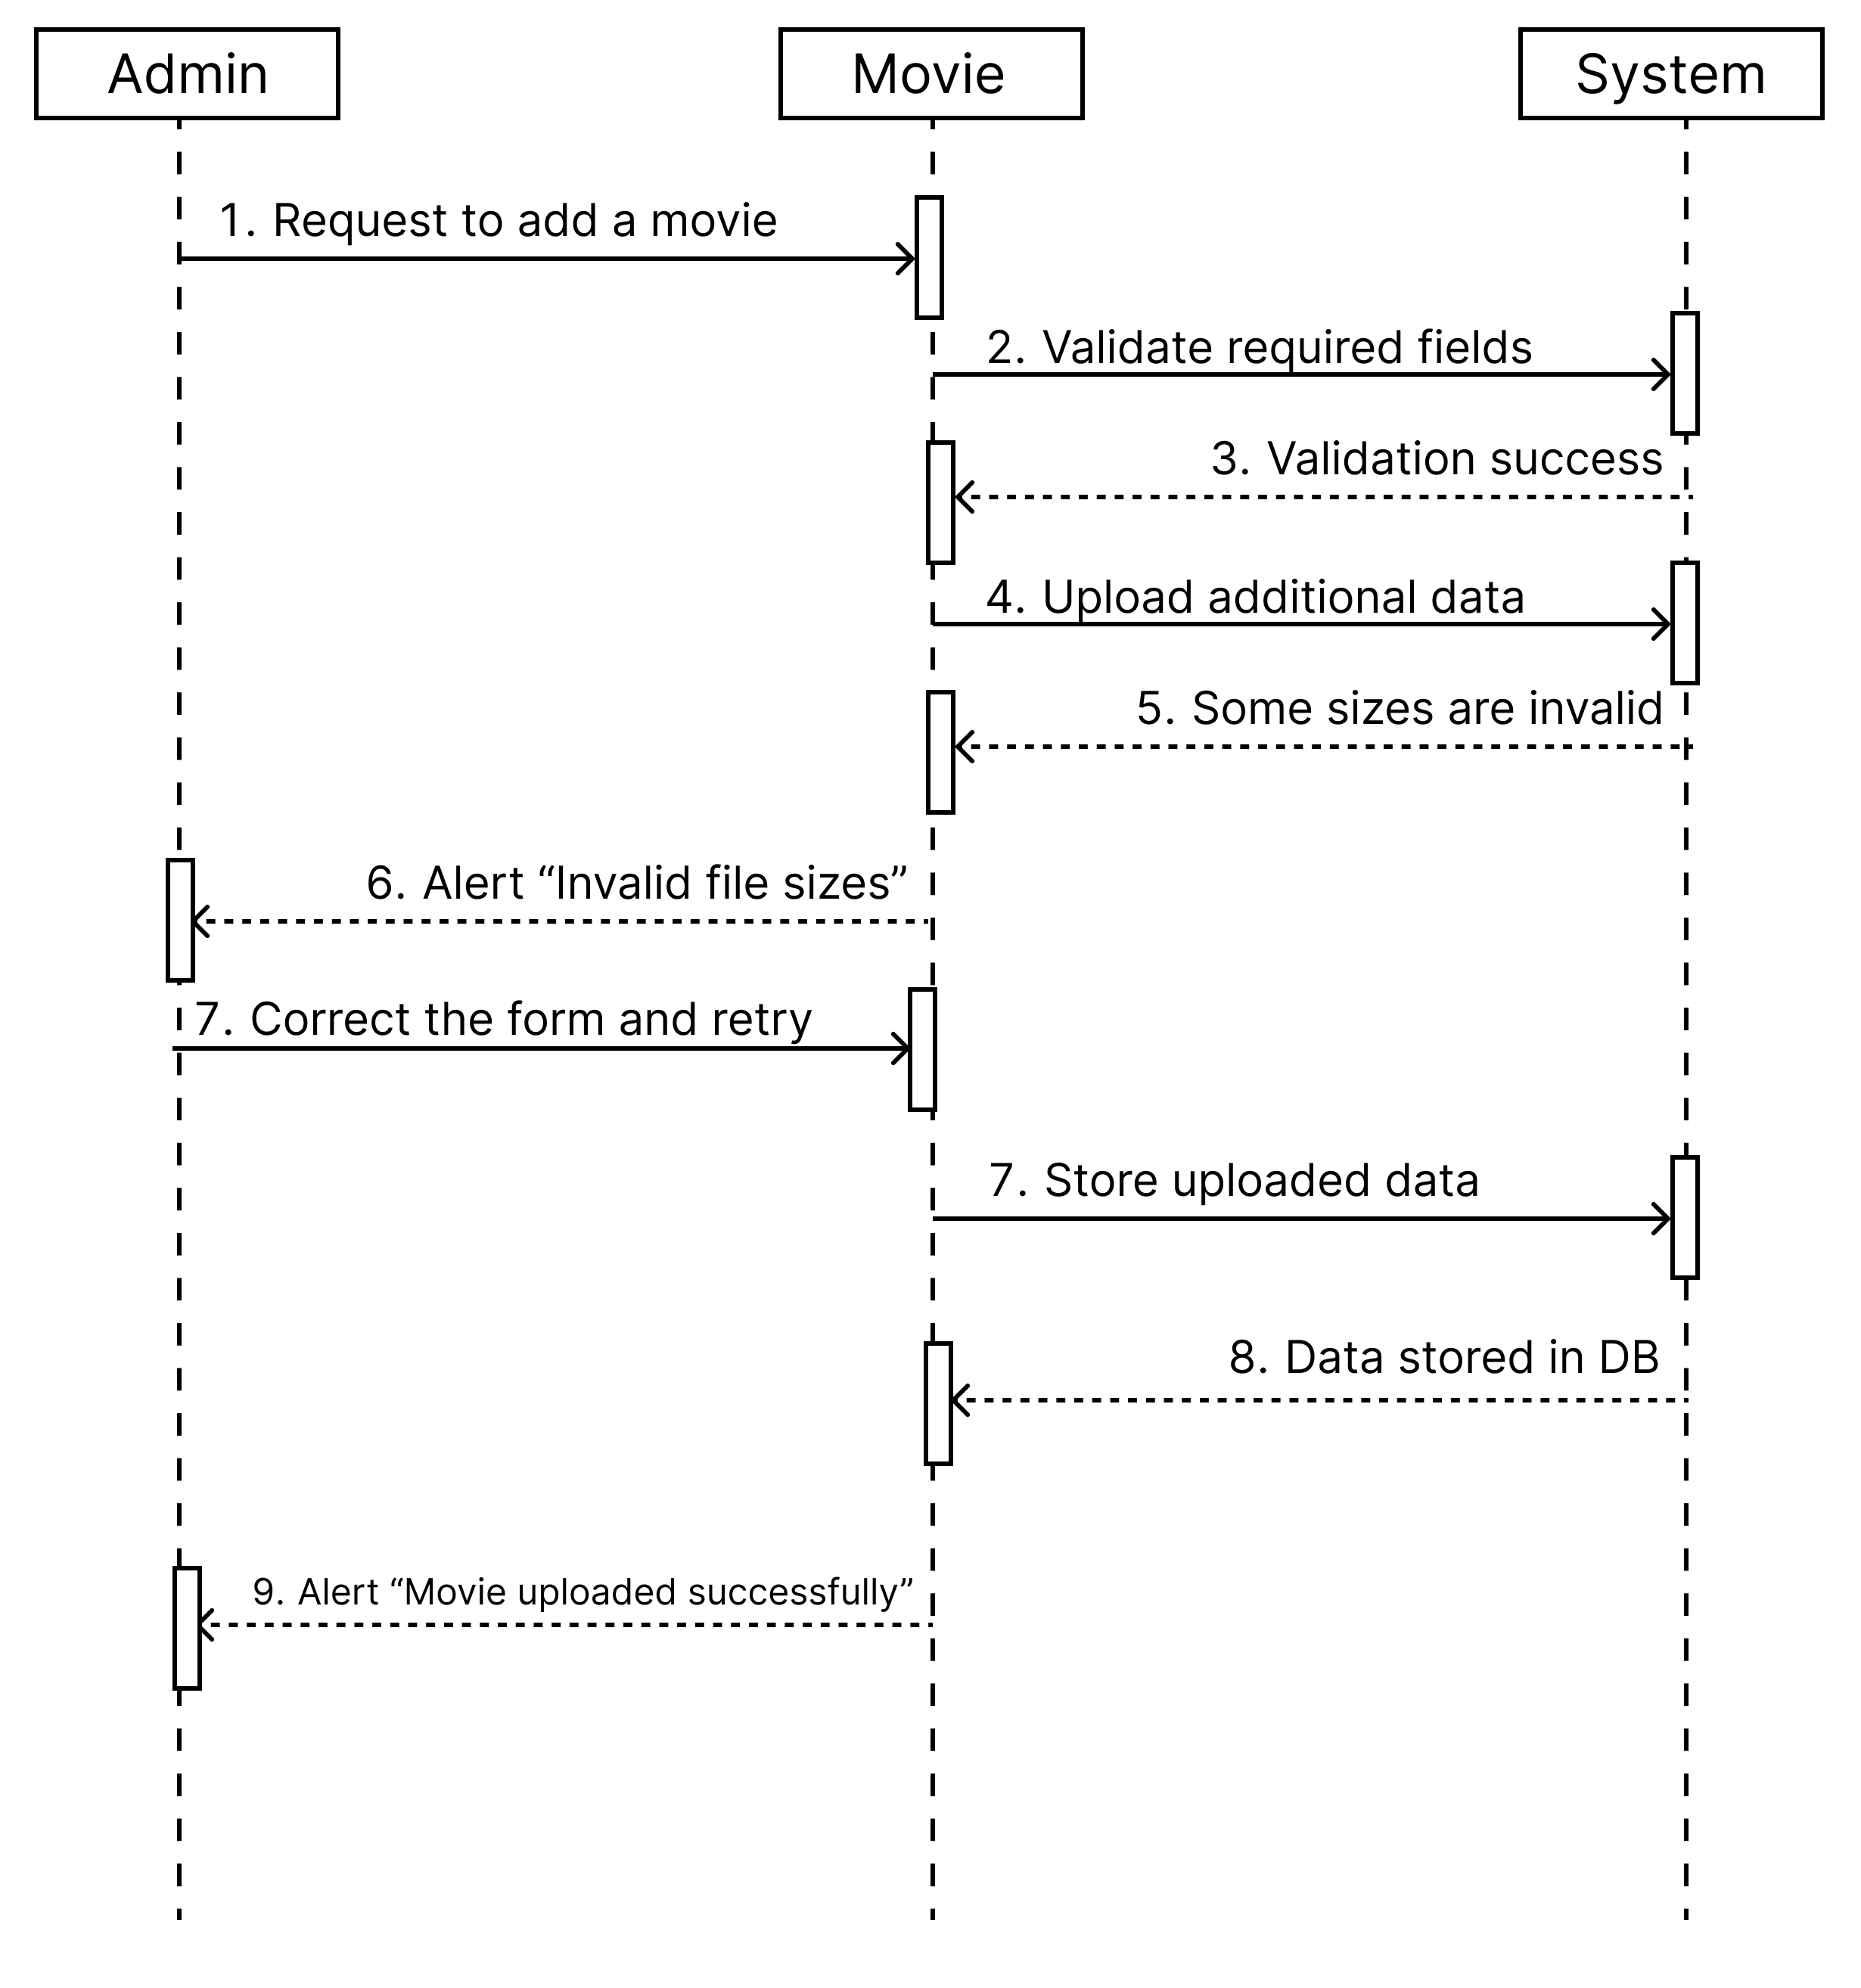 Admin
Movie
System
1. Request to add a movie
2. Validate required fields
3. Validation success
4. Upload additional data
5. Some sizes are invalid
6. Alert “Invalid file sizes”
7. Correct the form and retry
7. Store uploaded data
8. Data stored in DB
9. Alert “Movie uploaded successfully”